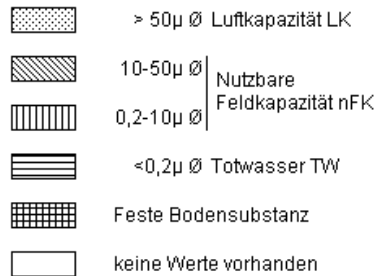 > 50µ Ø Luftkapazität LK
10-50µ Ø
Nutzbare
Feldkapazität nFK
0,2-10µ Ø
<0,2µ Ø Totwasser TW
Feste Bodensubstanz
keine Werte vorhanden